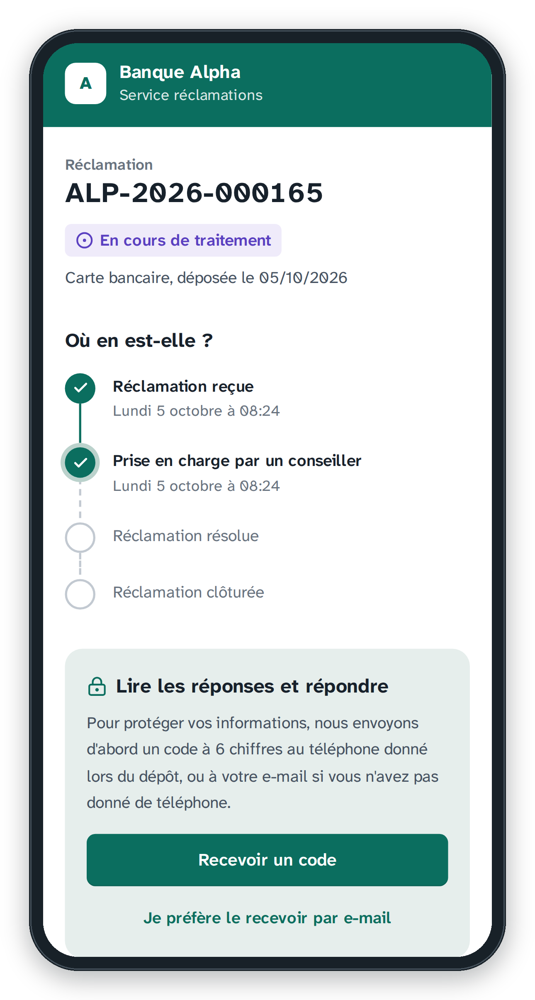 A
Banque Alpha
Service réclamations
Réclamation
ALP-2026-000165
En cours de traitement
Carte bancaire, déposée le 05/10/2026
Où en est-elle ?
Réclamation reçue
Lundi 5 octobre à 08:24
Prise en charge par un conseiller
Lundi 5 octobre à 08:24
Réclamation résolue
Réclamation clôturée
Lire les réponses et répondre
Pour protéger vos informations, nous envoyons
d'abord un code à 6 chiffres au téléphone donné
lors du dépôt, ou à votre e-mail si vous n'avez pas
donné de téléphone.
Recevoir un code
Je préfère le recevoir par e-mail